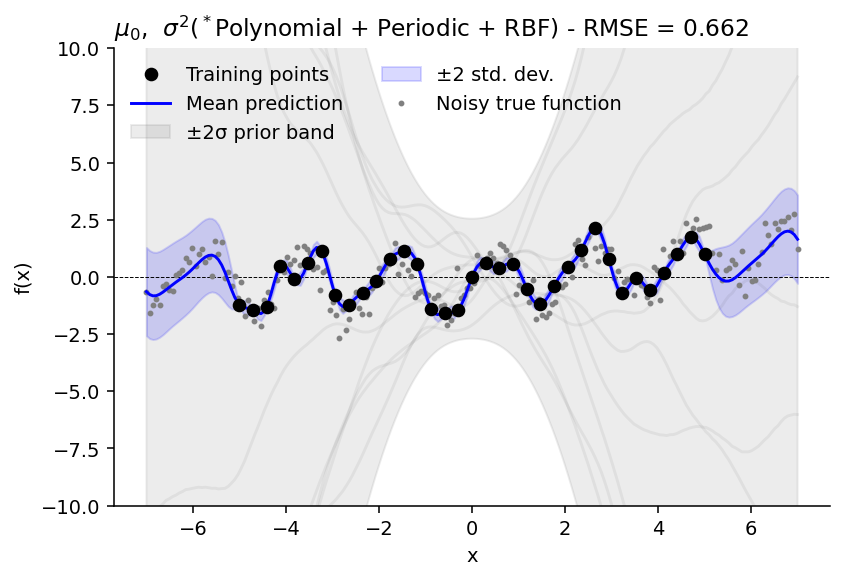 μ₀, σ²(*Polynomial + Periodic + RBF) - RMSE = 0.662
10.0
7.5
5.0
2.5
0.0
−2.5
−5.0
−7.5
−10.0
f(x)
Training points
Mean prediction
±2σ prior band
±2 std. dev.
Noisy true function
−6 −4 −2 0 2 4 6
x